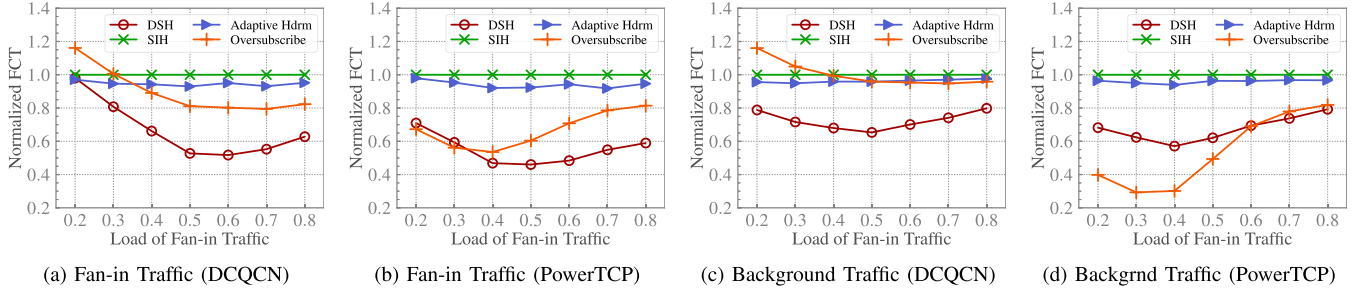 DSH
SIH
Adaptive Hdrm
Oversubscribe
Normalized FCT
1.4
1.2
1.0
0.8
0.6
0.4
0.2
0.2 0.3 0.4 0.5 0.6 0.7 0.8
Load of Fan-in Traffic
(a) Fan-in Traffic (DCQCN)
DSH
SIH
Adaptive Hdrm
Oversubscribe
Normalized FCT
1.4
1.2
1.0
0.8
0.6
0.4
0.2
0.2 0.3 0.4 0.5 0.6 0.7 0.8
Load of Fan-in Traffic
(b) Fan-in Traffic (PowerTCP)
DSH
SIH
Adaptive Hdrm
Oversubscribe
Normalized FCT
1.4
1.2
1.0
0.8
0.6
0.4
0.2
0.2 0.3 0.4 0.5 0.6 0.7 0.8
Load of Fan-in Traffic
(c) Background Traffic (DCQCN)
DSH
SIH
Adaptive Hdrm
Oversubscribe
Normalized FCT
1.4
1.2
1.0
0.8
0.6
0.4
0.2
0.2 0.3 0.4 0.5 0.6 0.7 0.8
Load of Fan-in Traffic
(d) Backgrnd Traffic (PowerTCP)